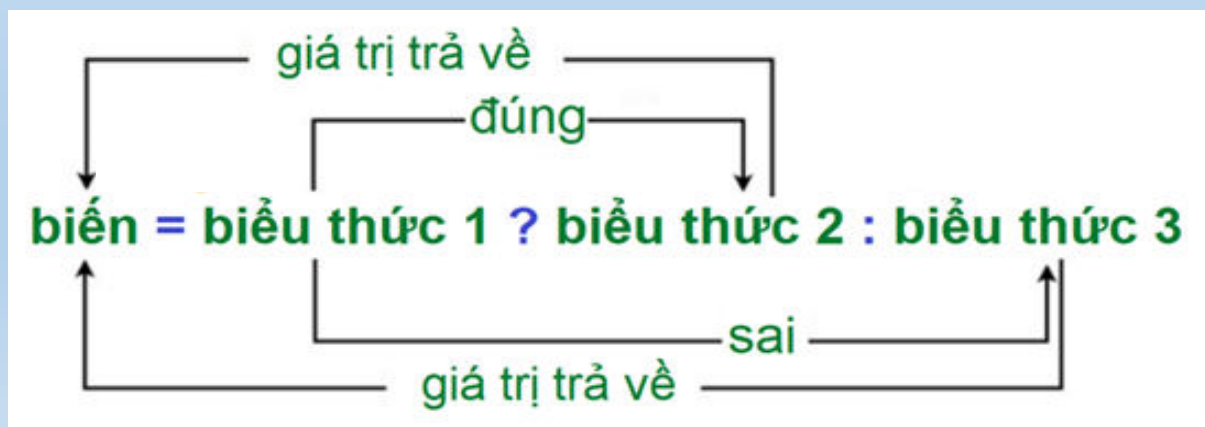 giá trị trả về
đúng
biến = biểu thức 1 ? biểu thức 2 : biểu thức 3
sai
giá trị trả về